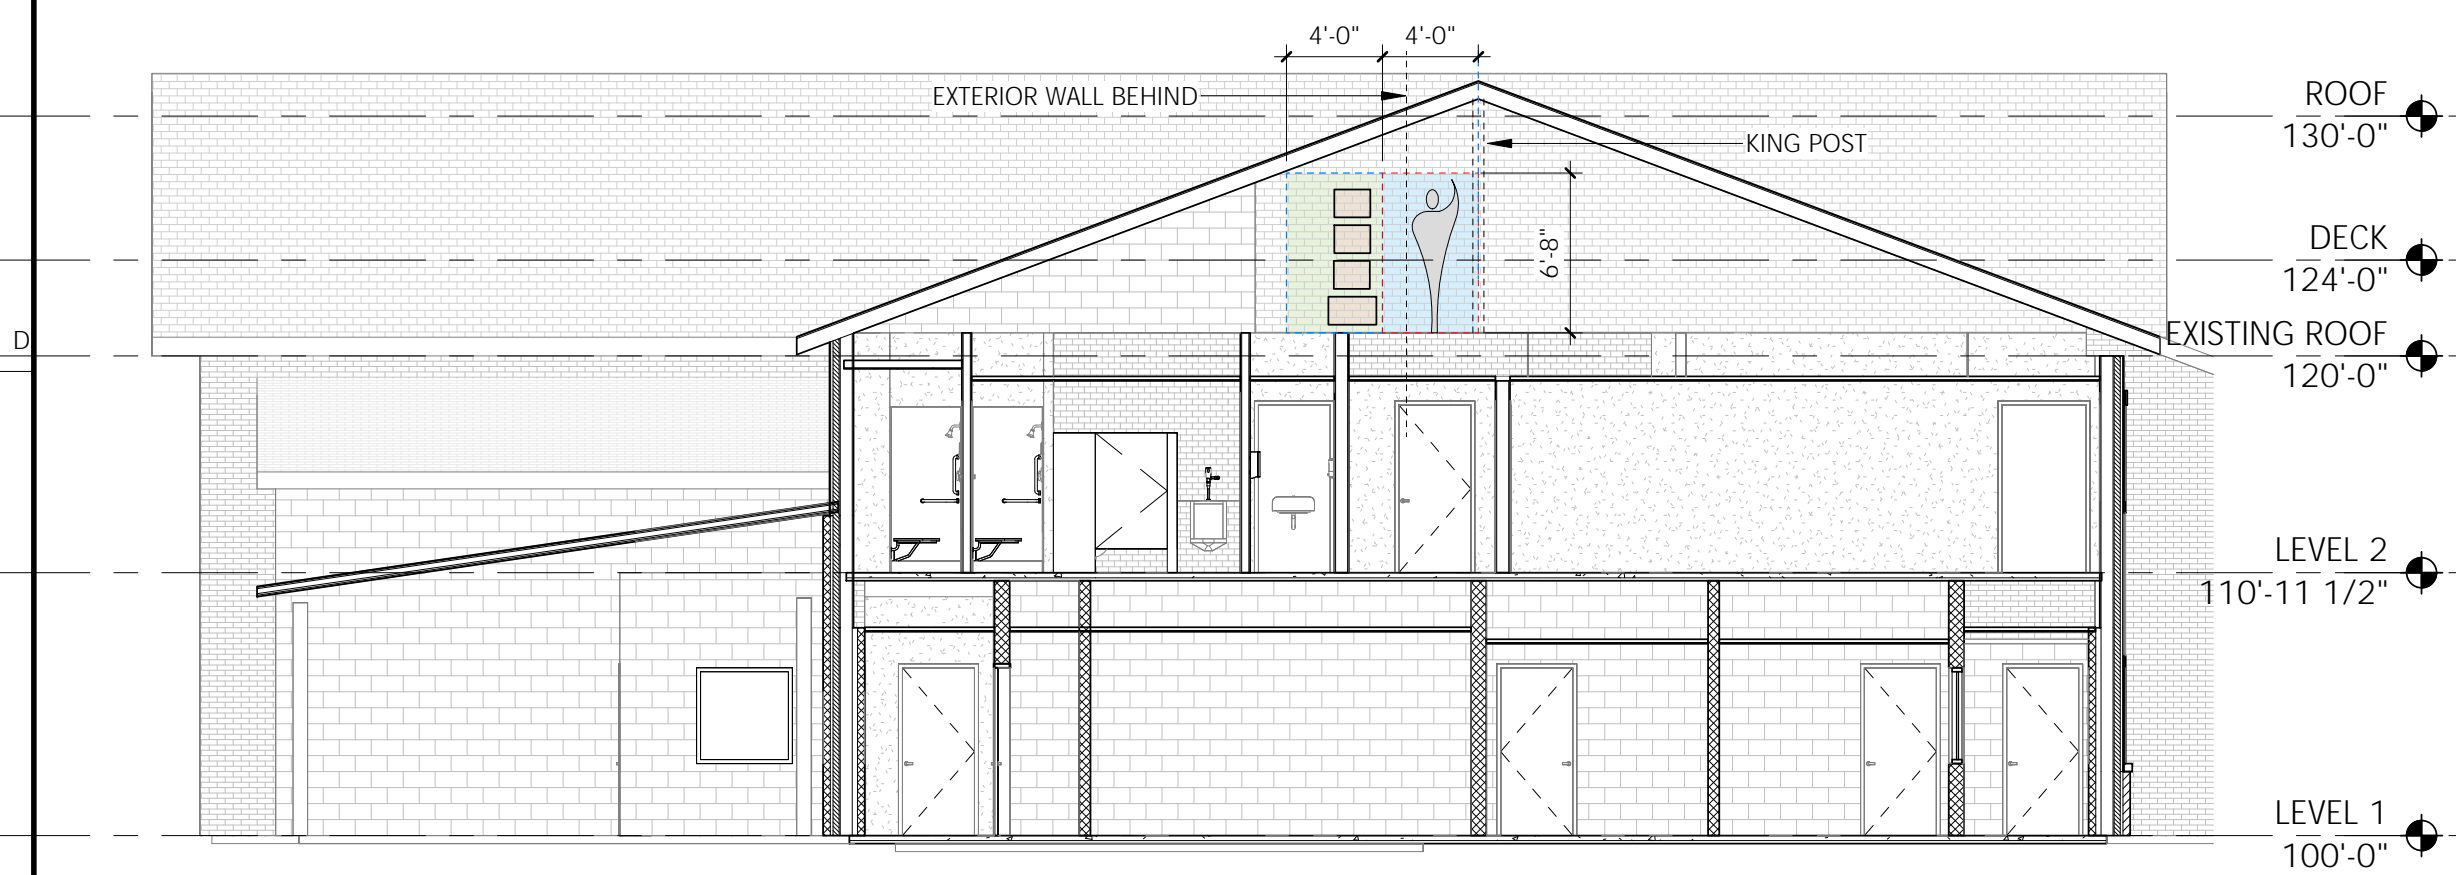 4'-0" 4'-0"
EXTERIOR WALL BEHIND
KING POST
6'-8"
D
ROOF
130'-0"
DECK
124'-0"
EXISTING ROOF
120'-0"
LEVEL 2
110'-11 1/2"
LEVEL 1
100'-0"